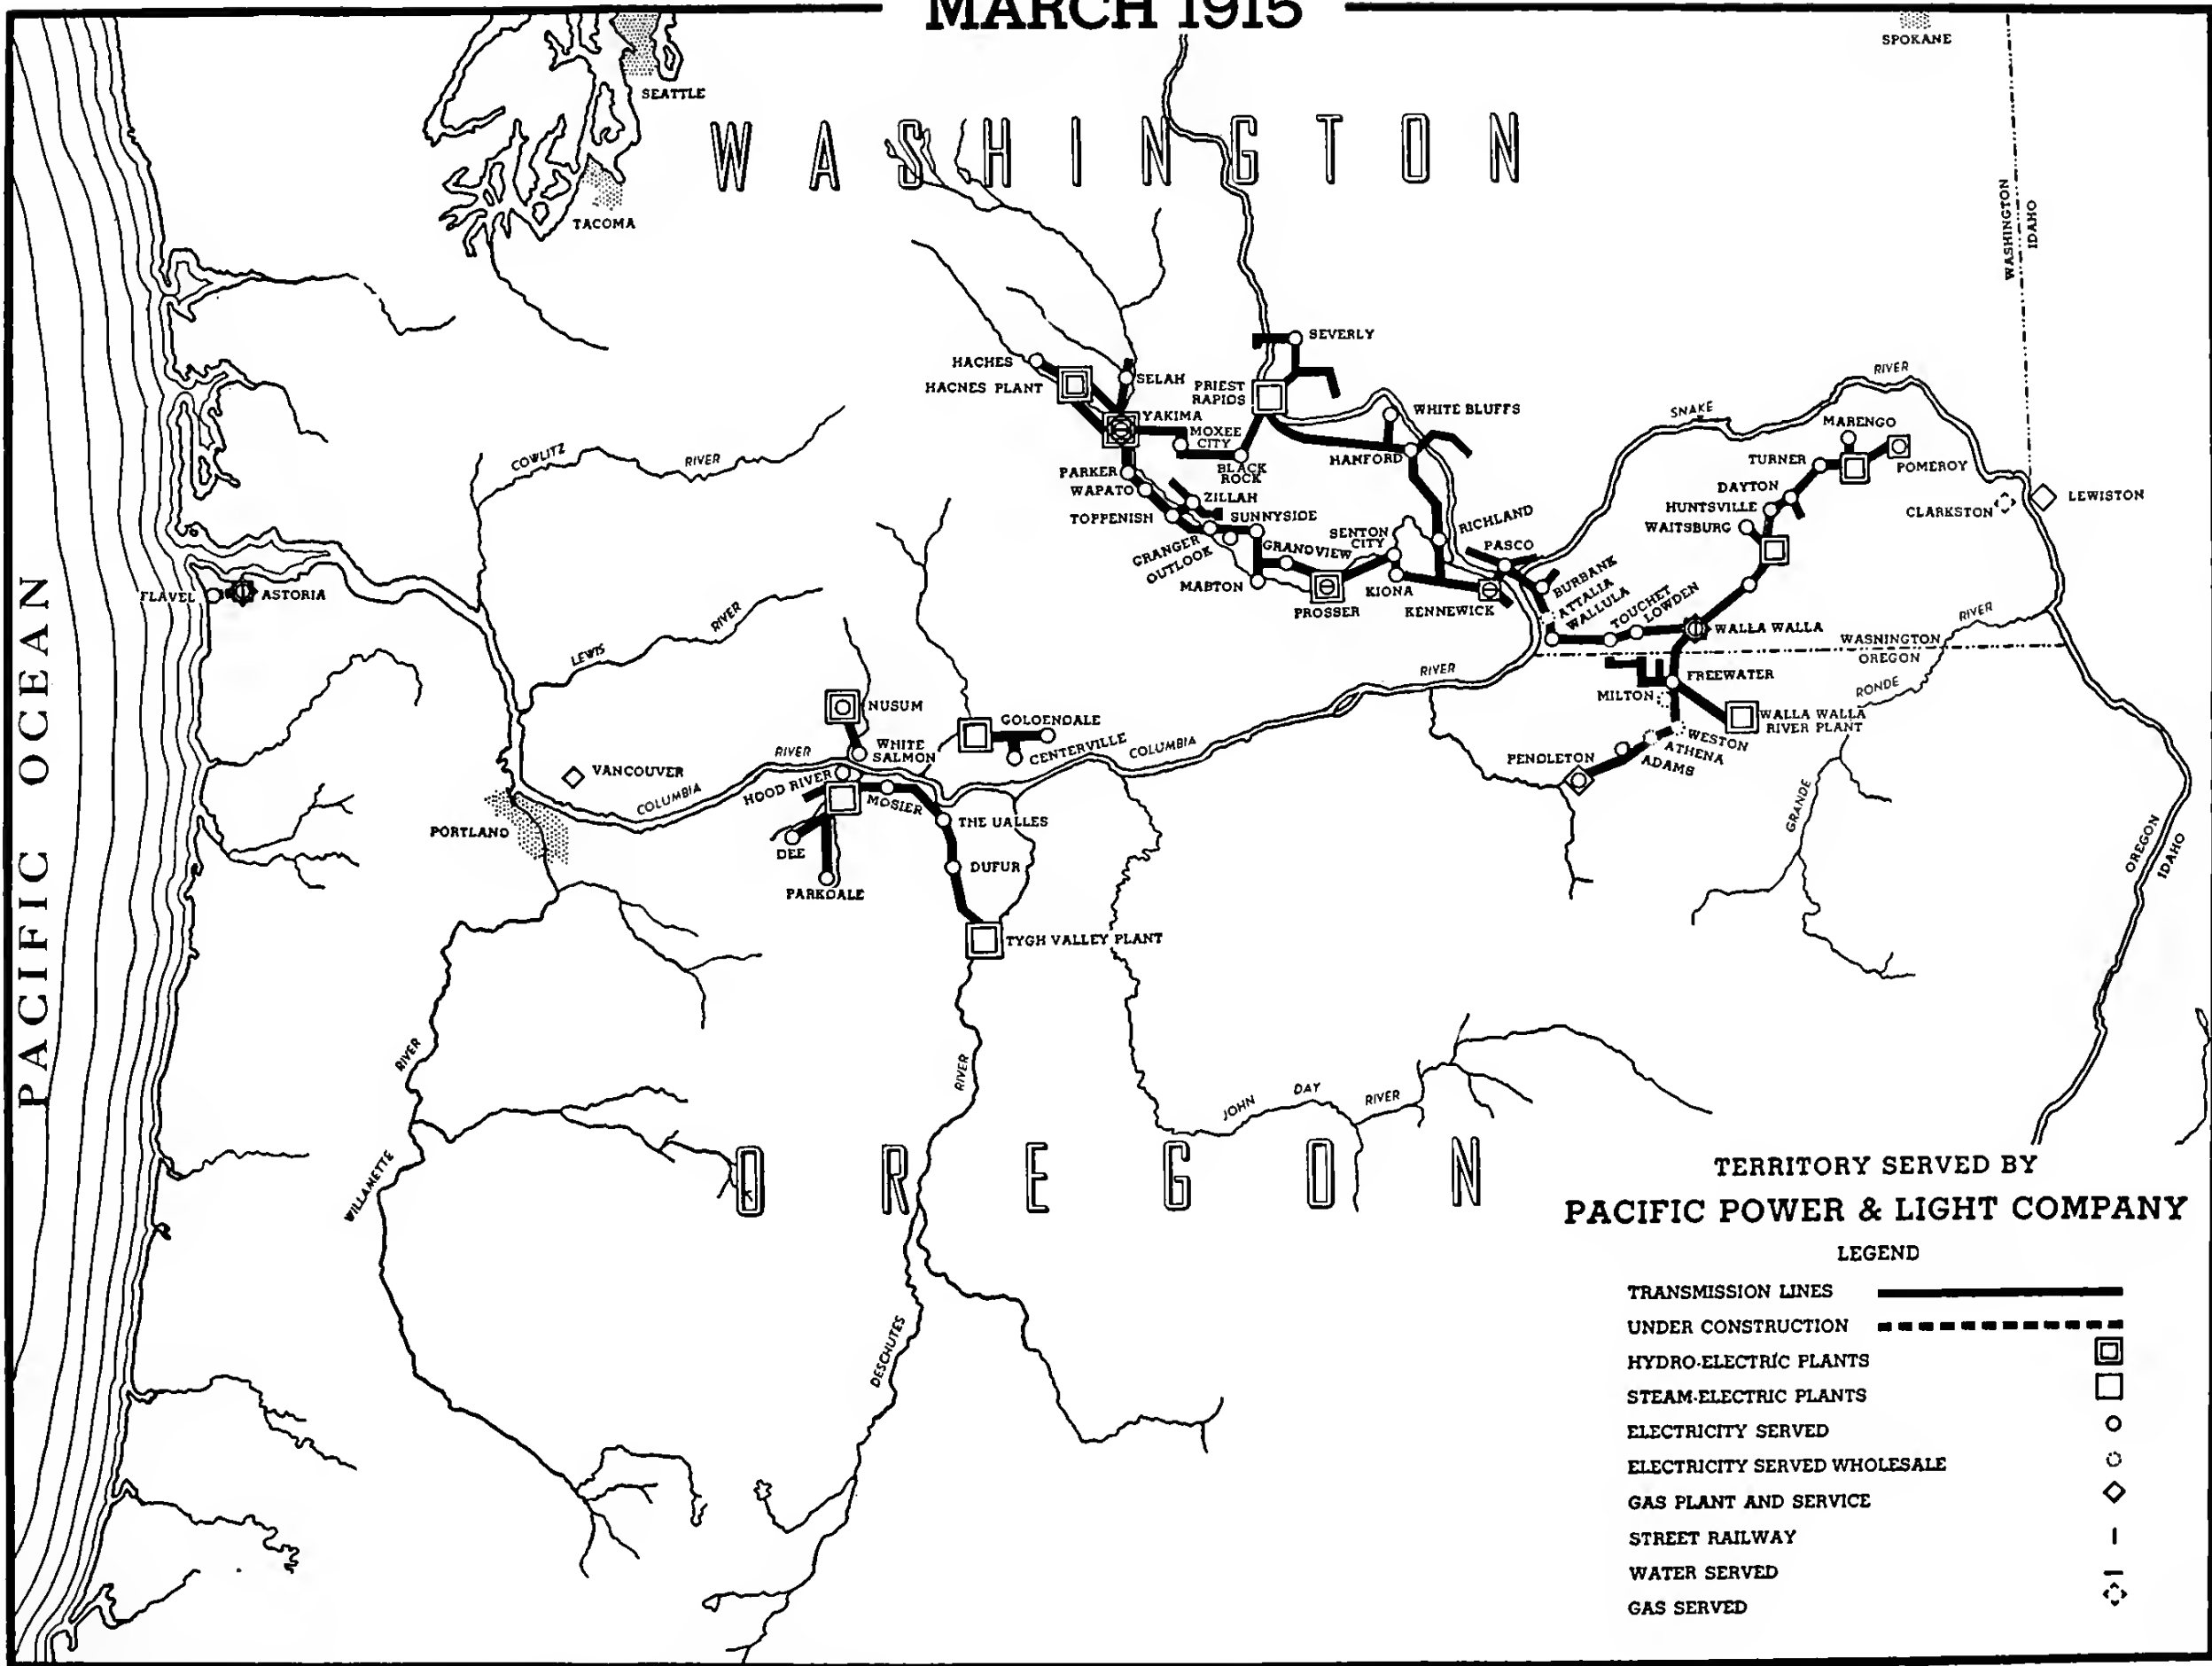 MARCH 1915
SPOKANE
SEATTLE
WASHINGTON
TACOMA
WASHINGTON
IDAHO
SEVERLY
HACHES
HACNES PLANT
SELAH
PRIEST
RAPIOS
YAKIMA
MOXEE
CITY
WHITE BLUFFS
SNAKE
RIVER
MARENGO
COWLITZ
RIVER
PARKER
BLACK
ROCK
HANFORD
TURNER
POMEROY
WAPATO
ZILLAH
DAYTON
LEWISTON
TOPPENISH
SUNNYSIDE
HUNTSVILLE
CLARKSTON
WAITSBURG
GRANGER
OUTLOOK
GRANDVIEW
SENTON
CITY
RICHLAND
PASCO
MABTON
PROSSER
KIONA
KENNEWICK
BURBANK
ATTALIA
WALLULA
TOUCHET
LOWDEN
FLAVEL
ASTORIA
WALLA WALLA
WASNINGTON
OREGON
RIVER
LEWIS
RIVER
RIVER
FREEWATER
MILTON
RONDE
NUSUM
GOLOENDALE
WALLA WALLA
RIVER PLANT
WHITE
SALMON
CENTERVILLE
COLUMBIA
WESTON
ATHENA
ADAMS
PENOLETON
RIVER
VANCOUVER
COLUMBIA
HOOD RIVER
MOSIER
PORTLANO
THE UALLES
GRANDE
OREGON
IDAHO
DEE
DUFUR
PARKDALE
TYGH VALLEY PLANT
PACIFIC OCEAN
RIVER
RIVER
JOHN
DAY
RIVER
WILLAMETTE
OREGON
DESCHUTES
TERRITORY SERVED BY
PACIFIC POWER & LIGHT COMPANY
LEGEND
TRANSMISSION LINES
UNDER CONSTRUCTION
HYDRO-ELECTRIC PLANTS
STEAM-ELECTRIC PLANTS
ELECTRICITY SERVED
ELECTRICITY SERVED WHOLESALE
GAS PLANT AND SERVICE
STREET RAILWAY
WATER SERVED
GAS SERVED